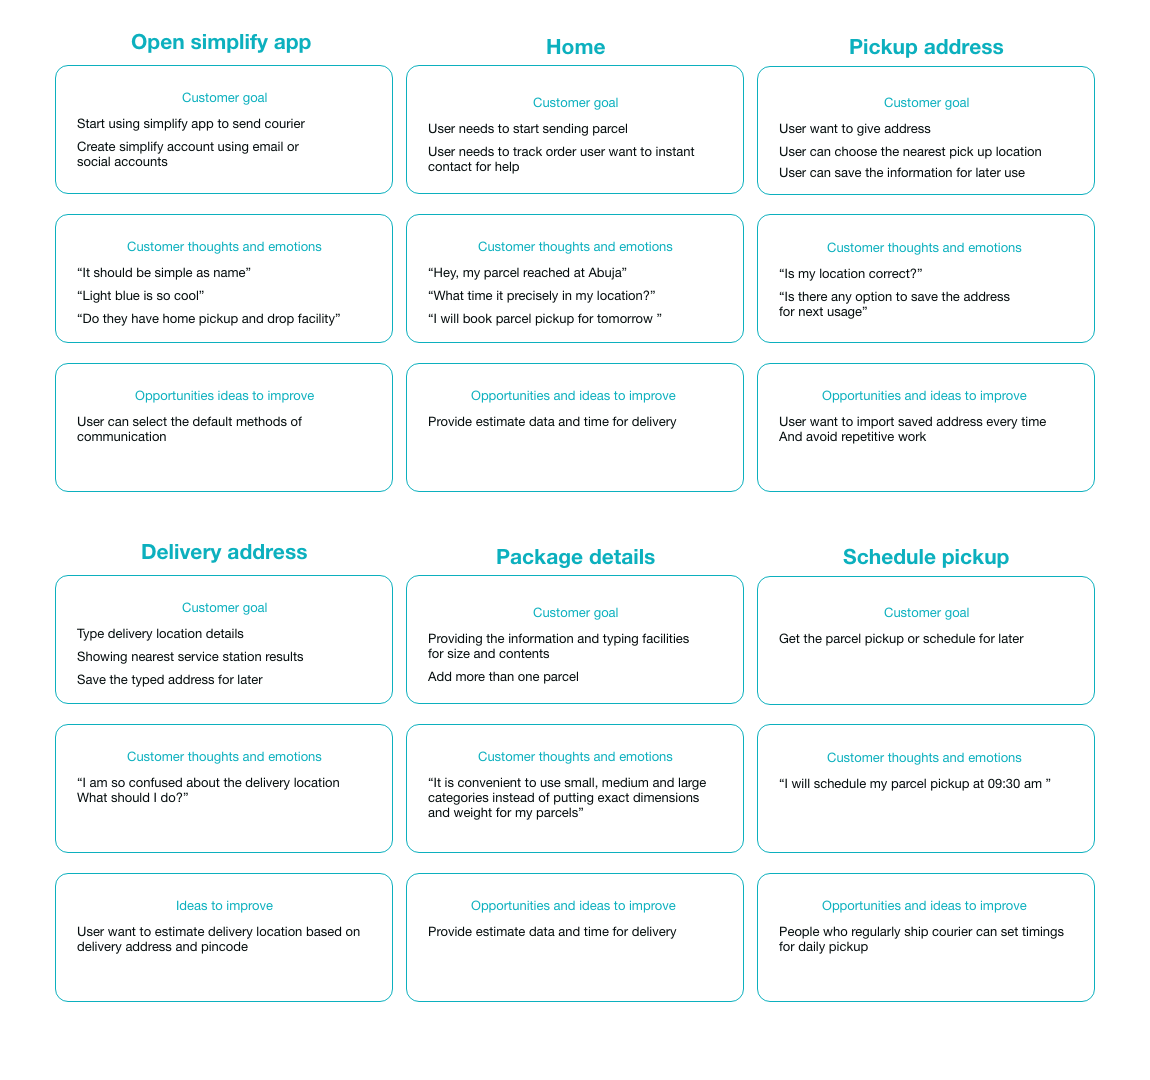 Open simplify app
Customer goal
Start using simplify app to send courier
Create simplify account using email or
social accounts
Customer thoughts and emotions
“It should be simple as name”
“Light blue is so cool”
“Do they have home pickup and drop facility”
Opportunities ideas to improve
User can select the default methods of
communication
Home
Customer goal
User needs to start sending parcel
User needs to track order user want to instant
contact for help
Customer thoughts and emotions
“Hey, my parcel reached at Abuja”
“What time it precisely in my location?”
“I will book parcel pickup for tomorrow ”
Opportunities and ideas to improve
Provide estimate data and time for delivery
Pickup address
Customer goal
User want to give address
User can choose the nearest pick up location
User can save the information for later use
Customer thoughts and emotions
“Is my location correct?”
“Is there any option to save the address
for next usage”
Opportunities and ideas to improve
User want to import saved address every time
And avoid repetitive work
Delivery address
Customer goal
Type delivery location details
Showing nearest service station results
Save the typed address for later
Customer thoughts and emotions
“I am so confused about the delivery location
What should I do?”
Ideas to improve
User want to estimate delivery location based on
delivery address and pincode
Package details
Customer goal
Providing the information and typing facilities
for size and contents
Add more than one parcel
Customer thoughts and emotions
“It is convenient to use small, medium and large
categories instead of putting exact dimensions
and weight for my parcels”
Opportunities and ideas to improve
Provide estimate data and time for delivery
Schedule pickup
Customer goal
Get the parcel pickup or schedule for later
Customer thoughts and emotions
“I will schedule my parcel pickup at 09:30 am ”
Opportunities and ideas to improve
People who regularly ship courier can set timings
for daily pickup